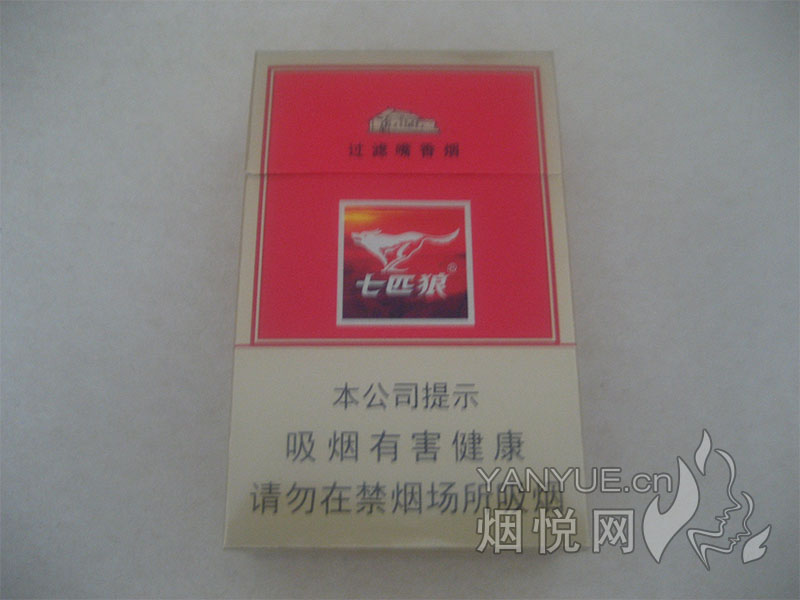 过滤嘴香烟
七匹狼®
本公司提示
吸烟有害健康
请勿在禁烟场所吸烟
YANYUE.cn
烟悦网